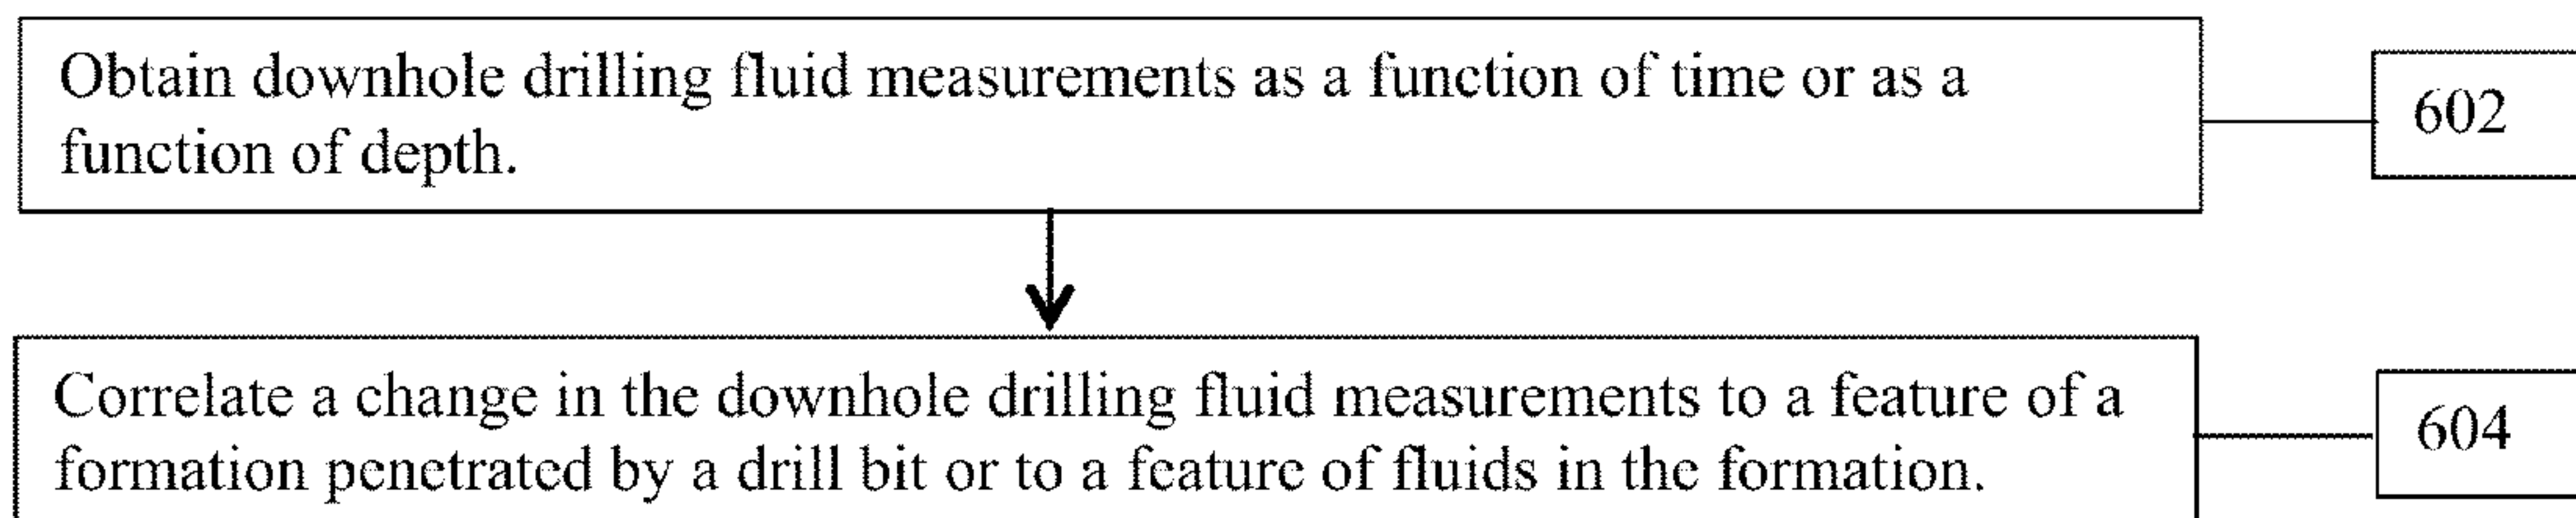 Obtain downhole drilling fluid measurements as a function of time or as a
function of depth.
602
Correlate a change in the downhole drilling fluid measurements to a feature of a
formation penetrated by a drill bit or to a feature of fluids in the formation.
604